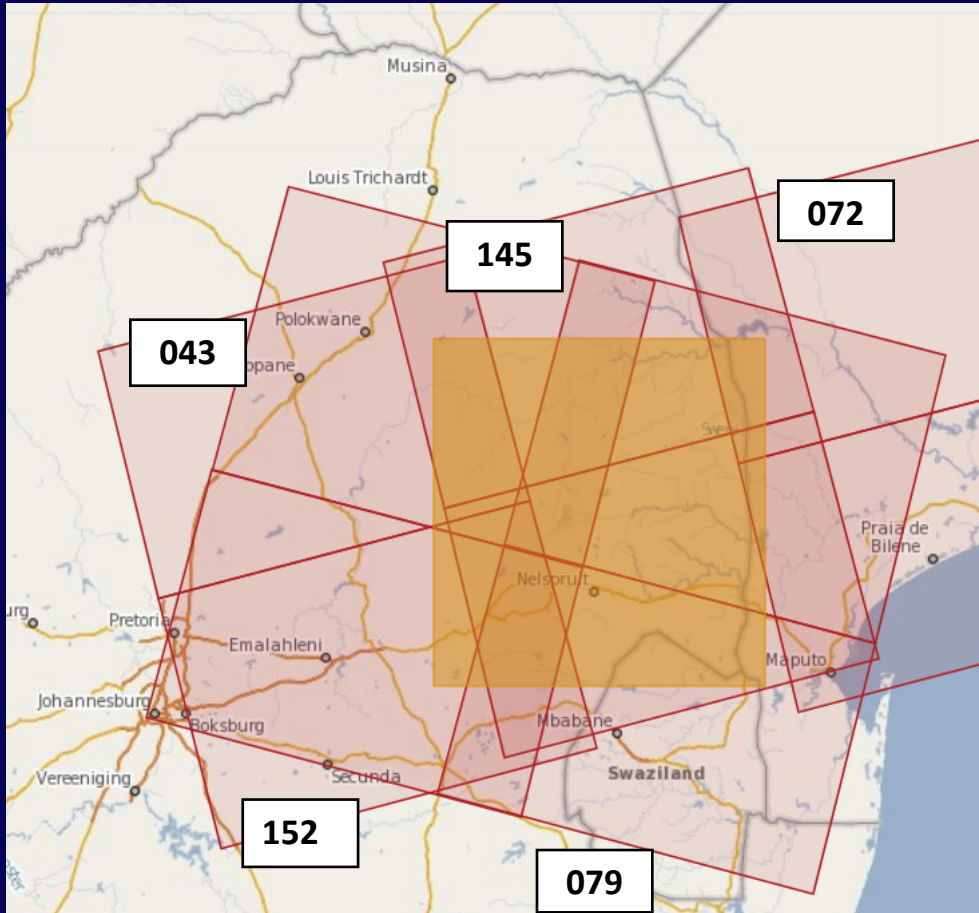 Musina
Louis Trichardt
072
145
Polokwane
043
opane
Praia de
Bilene
Nelspruit
urg
Pretoria
Emalahleni
Maputo
Johannesburg
Boksburg
Mbabane
Vereeniging
Secunda
Swaziland
152
079